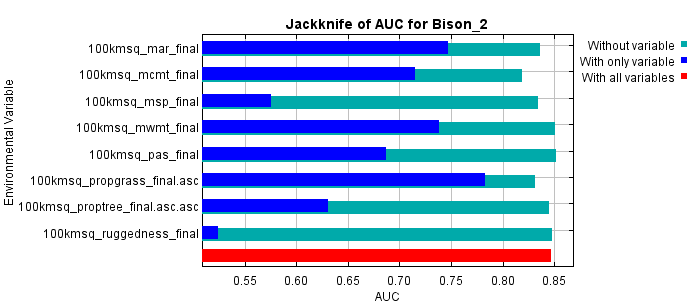 Jackknife of AUC for Bison_2
Environmental Variable
100kmsq_mar_final
100kmsq_mcmt_final
100kmsq_msp_final
100kmsq_mwmt_final
100kmsq_pas_final
100kmsq_propgrass_final.asc
100kmsq_proptree_final.asc.asc
100kmsq_ruggedness_final
0.55 0.60 0.65 0.70 0.75 0.80 0.85
AUC
Without variable
With only variable
With all variables